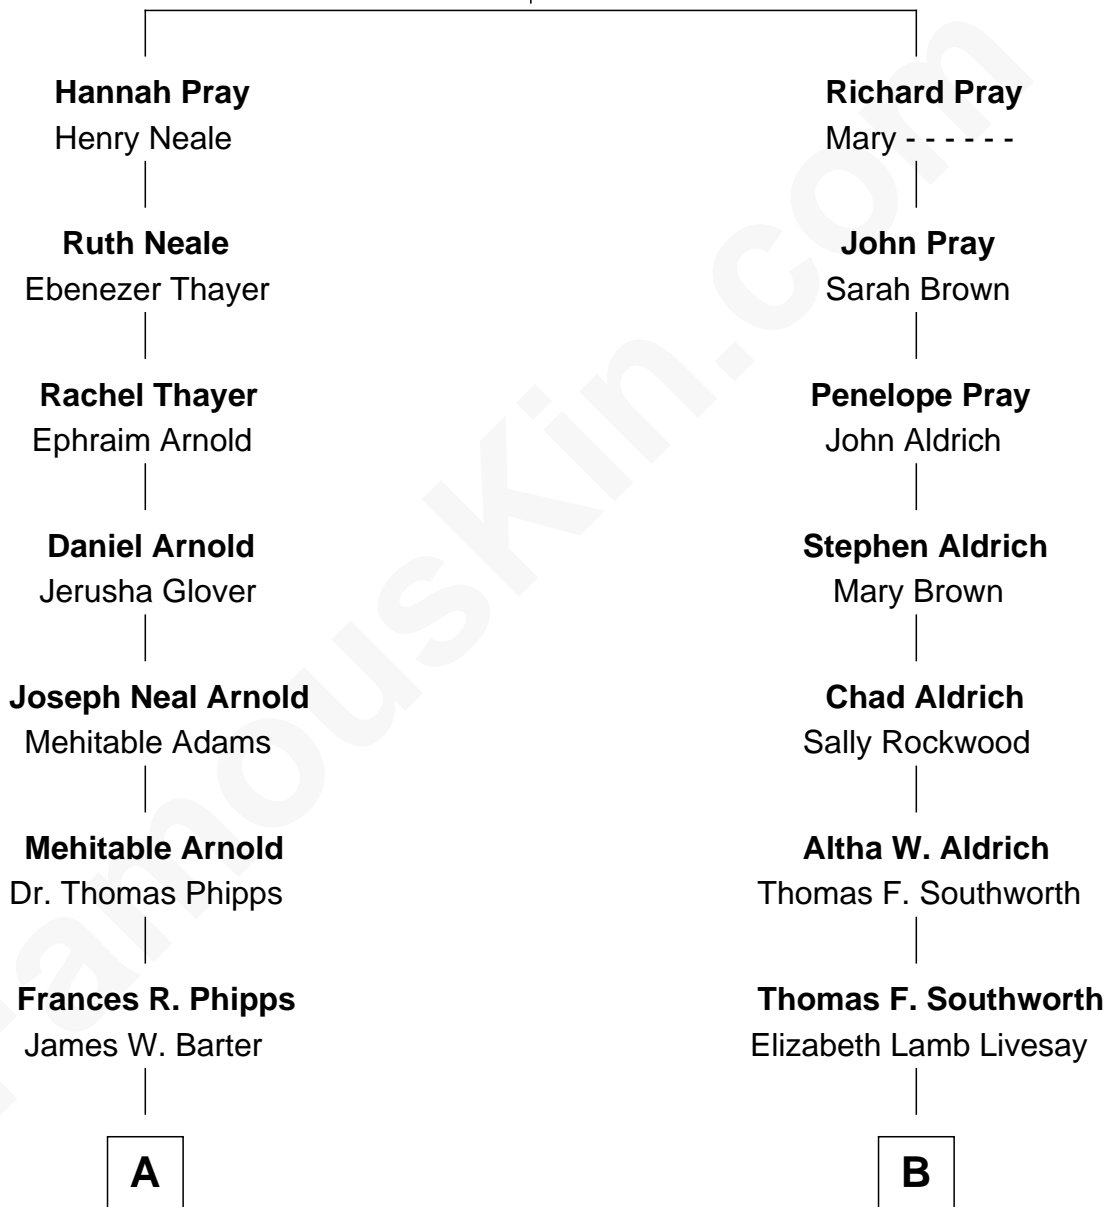 Hannah Pray
Henry Neale
Ruth Neale
Ebenezer Thayer
Rachel Thayer
Ephraim Arnold
Daniel Arnold
Jerusha Glover
Joseph Neal Arnold
Mehitable Adams
Mehitable Arnold
Dr. Thomas Phipps
Frances R. Phipps
James W. Barter
A
Richard Pray
Mary - - - - - -
John Pray
Sarah Brown
Penelope Pray
John Aldrich
Stephen Aldrich
Mary Brown
Chad Aldrich
Sally Rockwood
Altha W. Aldrich
Thomas F. Southworth
Thomas F. Southworth
Elizabeth Lamb Livesay
B
FamousKin.com